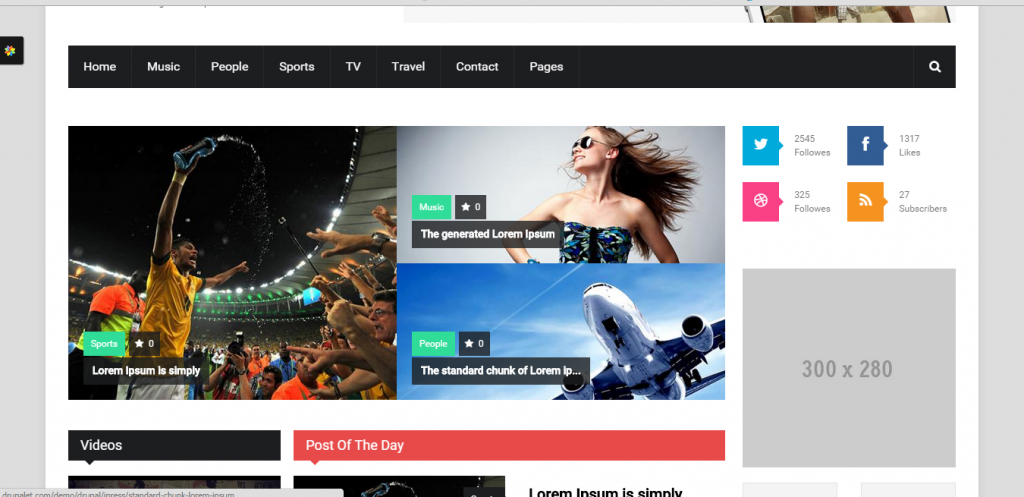 Home Music People Sports TV Travel Contact Pages
Music 0
The generated Lorem Ipsum
Sports 0
Lorem Ipsum is simply
People 0
The standard chunk of Lorem Ip...
2545
Followes
1317
Likes
325
Followes
27
Subscribers
300 x 280
Videos
Post Of The Day
Lorem Ipsum is simply
drupalet.com/demo/drupal/inpress/standard-chunk-lorem-ipsum